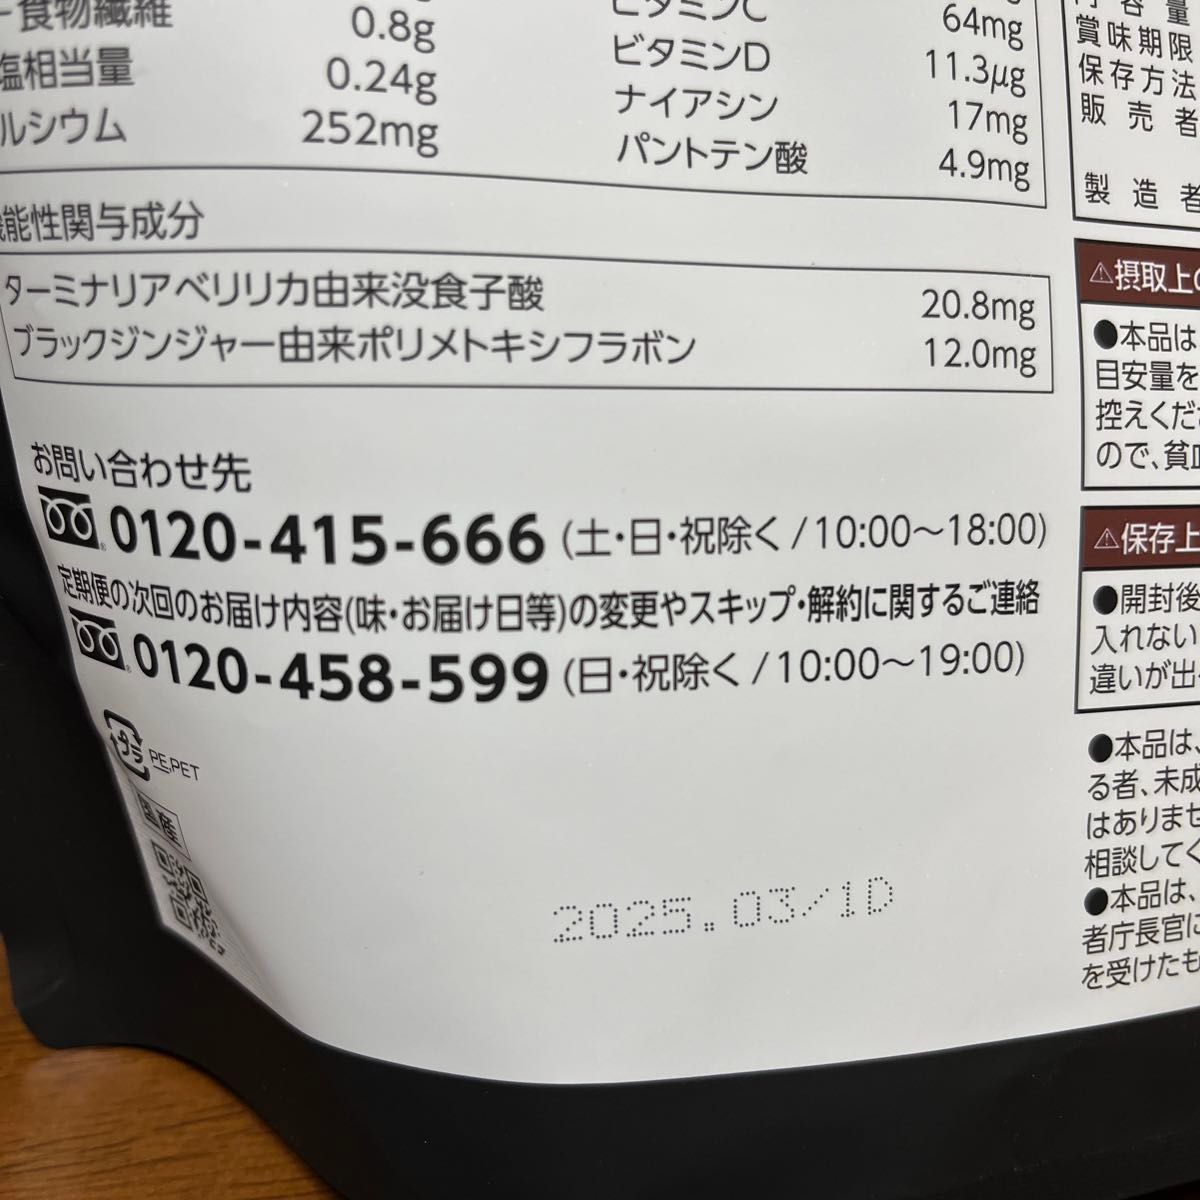 食物繊維 0.8g
塩相当量 0.24g
ルシウム 252mg
ビタミンC 64mg
ビタミンD 11.3μg
ナイアシン 17mg
パントテン酸 4.9mg
能性関与成分
ターミナリアベリリカ由来没食子酸 20.8mg
ブラックジンジャー由来ポリメトキシフラボン 12.0mg
お問い合わせ先
0120-415-666 (土・日・祝除く/10:00〜18:00)
定期便の次回のお届け内容(味・お届け日等)の変更やスキップ・解約に関するご連絡
0120-458-599 (日・祝除く/10:00〜19:00)
プラ PE,PET
国産
2025.03/1D
内容量
賞味期限
保存方法
販売者
製造者
⚠摂取上の
●本品は
目安量を
控えくださ
ので、貧血
⚠保存上
●開封後
入れない
違いが出
●本品は、
る者、未成
はありませ
相談してく
●本品は、
者庁長官に
を受けたも